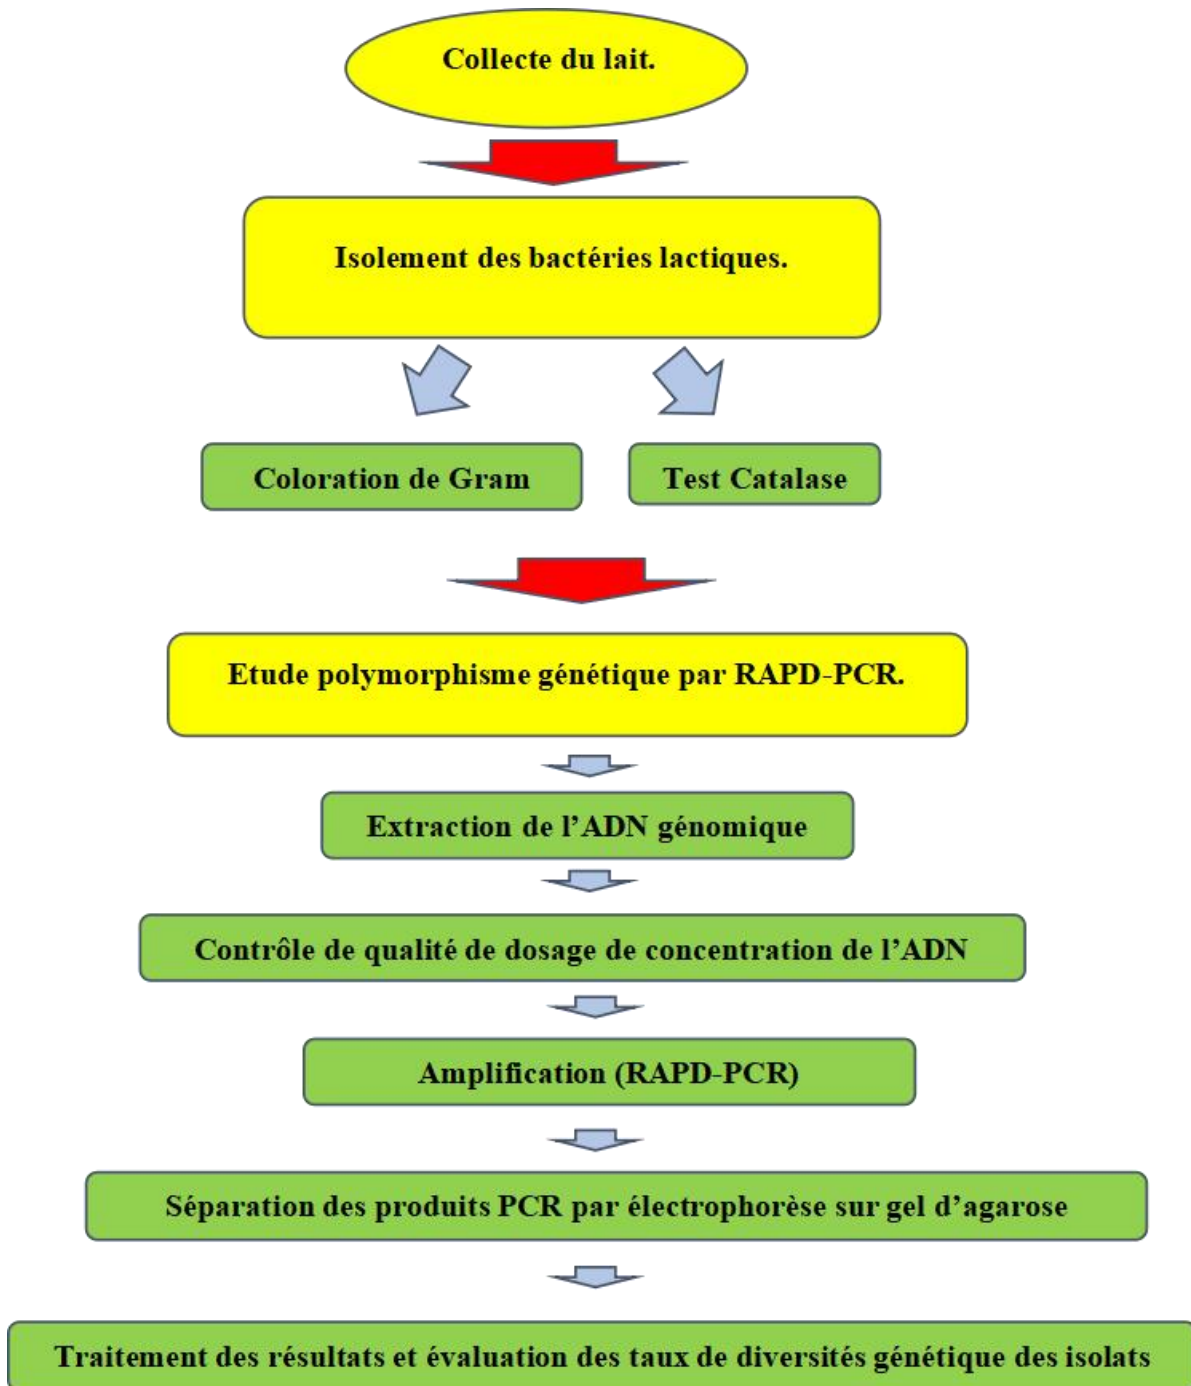 Collecte du lait.
Isolement des bactéries lactiques.
Coloration de Gram
Test Catalase
Etude polymorphisme génétique par RAPD-PCR.
Extraction de l’ADN génomique
Contrôle de qualité de dosage de concentration de l’ADN
Amplification (RAPD-PCR)
Séparation des produits PCR par électrophorèse sur gel d’agarose
Traitement des résultats et évaluation des taux de diversités génétique des isolats